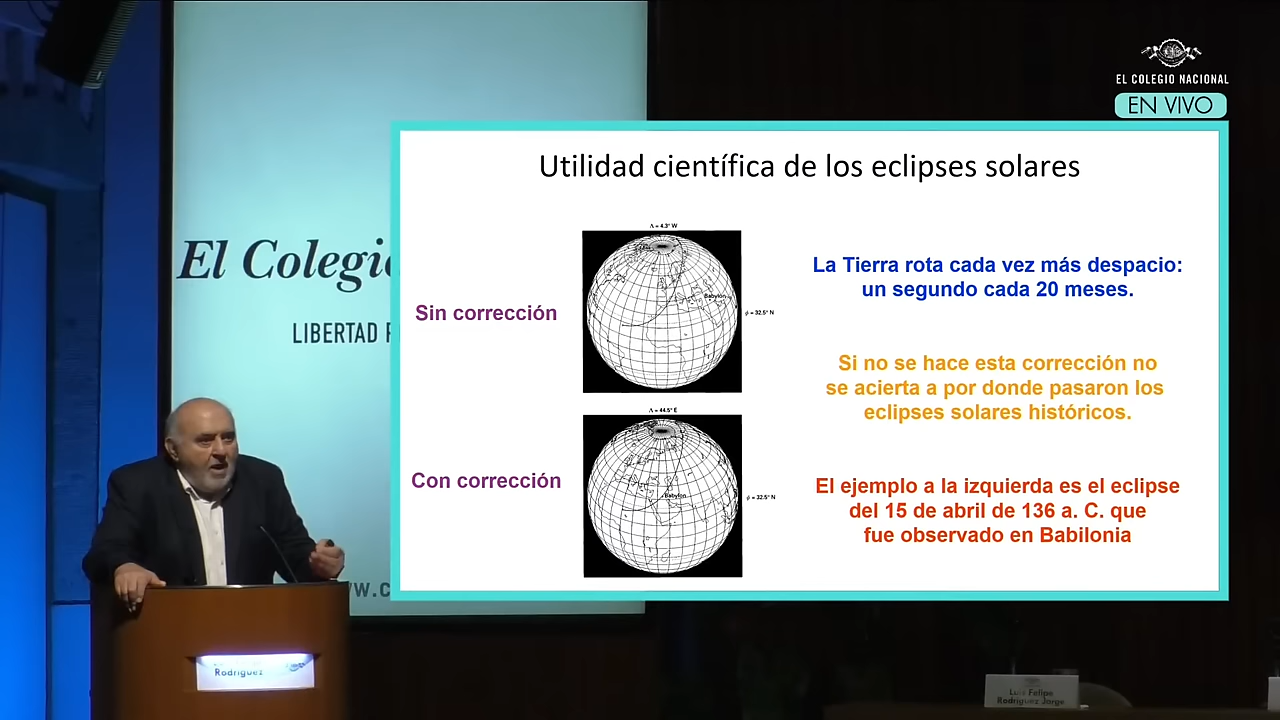 EL COLEGIO NACIONAL
EN VIVO
El Colegi
LIBERTAD
Utilidad científica de los eclipses solares
Sin corrección
Λ = 4.3° W
Babylon
ϕ = 32.5° N
Con corrección
Λ = 44.5° E
Babylon
ϕ = 32.5° N
La Tierra rota cada vez más despacio:
un segundo cada 20 meses.
Si no se hace esta corrección no
se acierta a por donde pasaron los
eclipses solares históricos.
El ejemplo a la izquierda es el eclipse
del 15 de abril de 136 a. C. que
fue observado en Babilonia
Rodríguez
Luis Felipe
Rodríguez Jorge